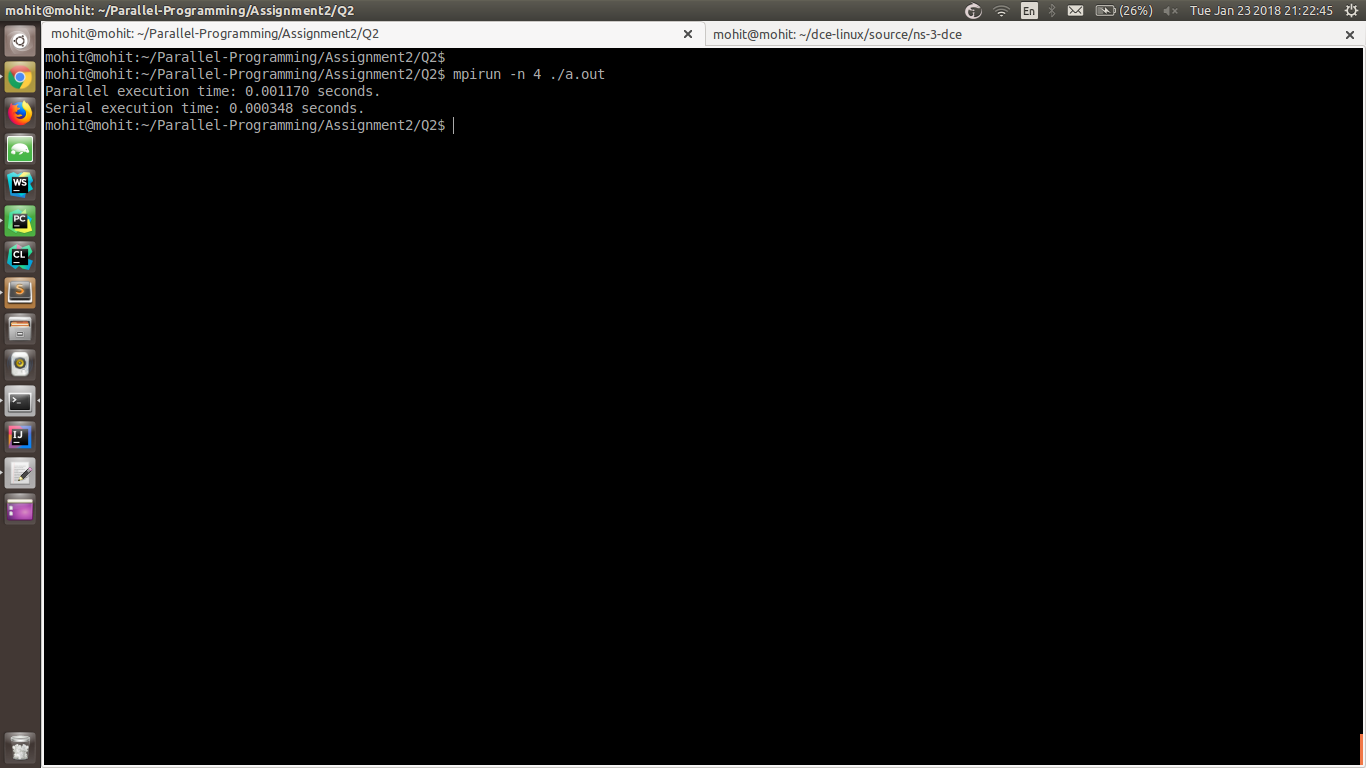 mohit@mohit: ~/Parallel-Programming/Assignment2/Q2
En
(26%)
Tue Jan 23 2018 21:22:45
mohit@mohit: ~/Parallel-Programming/Assignment2/Q2
mohit@mohit: ~/dce-linux/source/ns-3-dce
mohit@mohit:~/Parallel-Programming/Assignment2/Q2$
mohit@mohit:~/Parallel-Programming/Assignment2/Q2$ mpirun -n 4 ./a.out
Parallel execution time: 0.001170 seconds.
Serial execution time: 0.000348 seconds.
mohit@mohit:~/Parallel-Programming/Assignment2/Q2$
WS
PC
CL
S
IJ